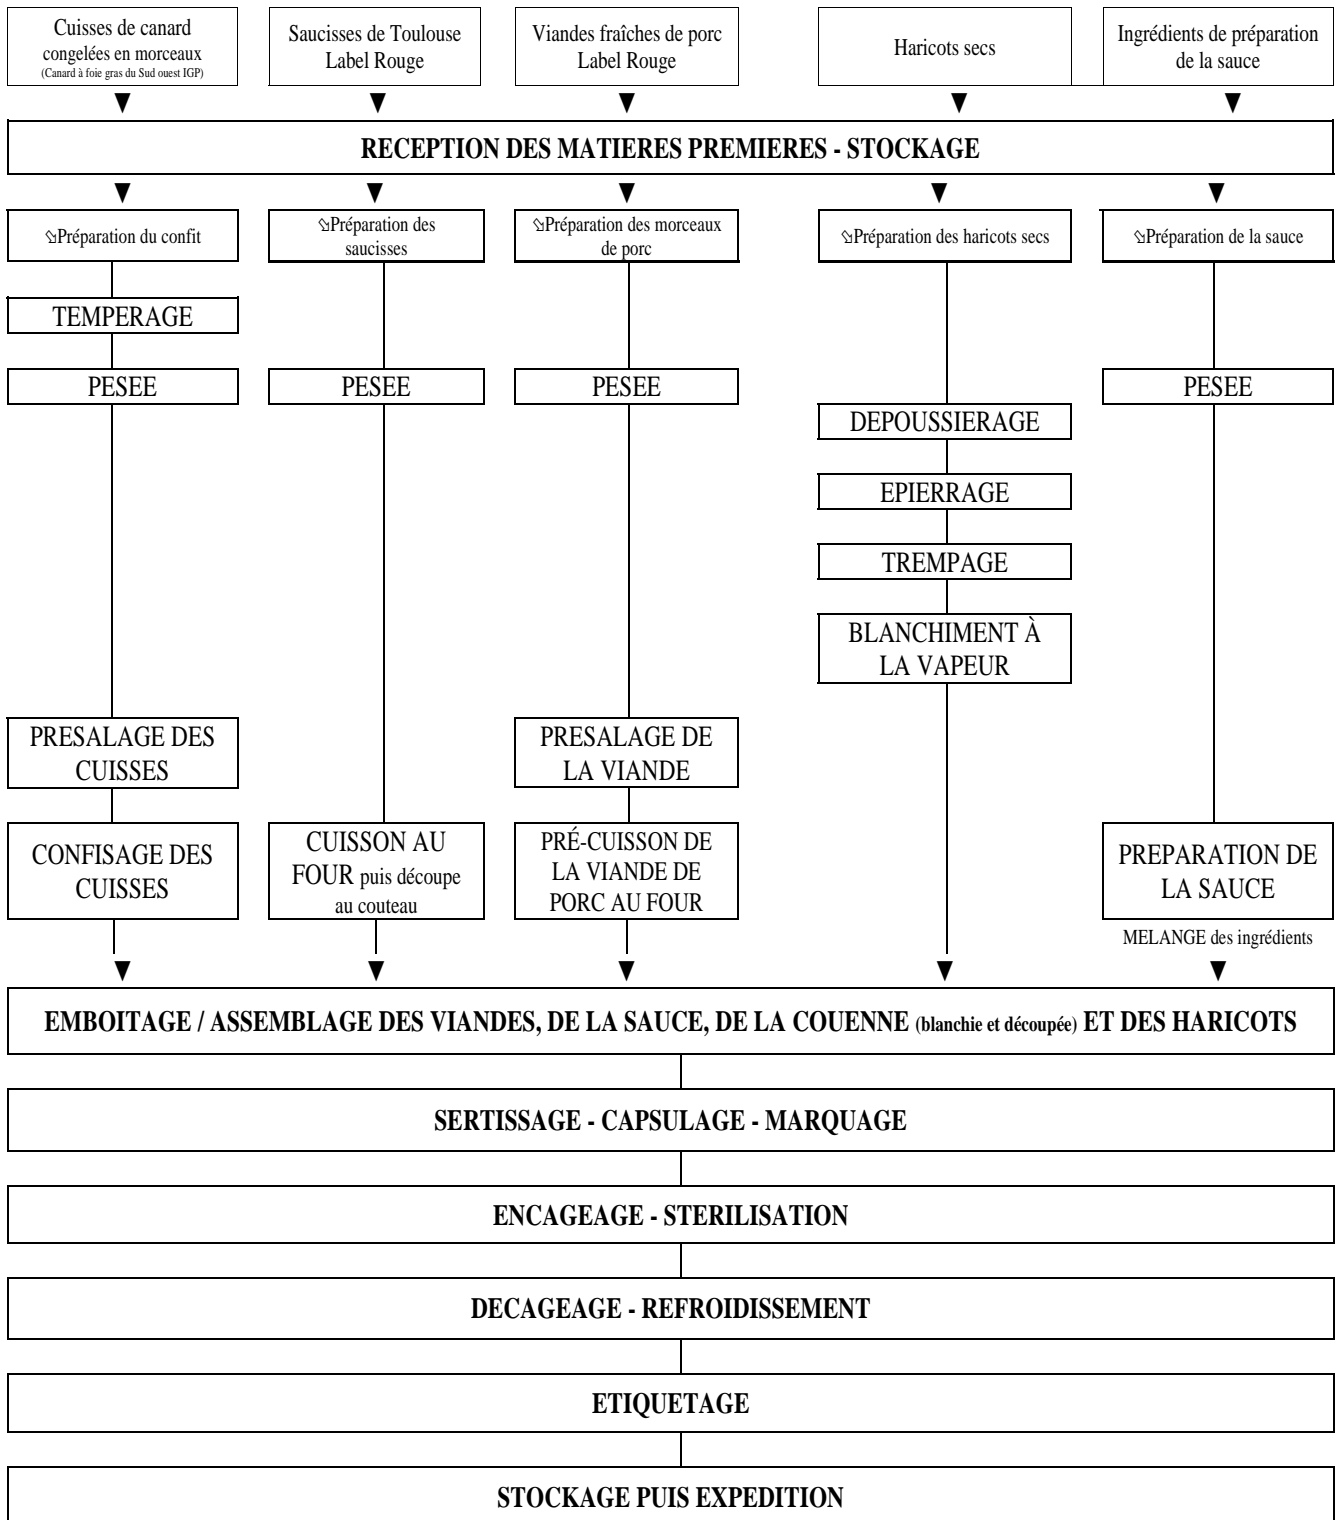 Cuisses de canard
congelées en morceaux
(Canard à foie gras du Sud ouest IGP)
Saucisses de Toulouse
Label Rouge
Viandes fraîches de porc
Label Rouge
Haricots secs
Ingrédients de préparation
de la sauce
RECEPTION DES MATIERES PREMIERES - STOCKAGE
⇘Préparation du confit
⇘Préparation des
saucisses
⇘Préparation des morceaux
de porc
⇘Préparation des haricots secs
⇘Préparation de la sauce
TEMPERAGE
PESEE
PESEE
PESEE
PESEE
DEPOUSSIERAGE
EPIERRAGE
TREMPAGE
BLANCHIMENT À
LA VAPEUR
PRESALAGE DES
CUISSES
PRESALAGE DE
LA VIANDE
CONFISAGE DES
CUISSES
CUISSON AU
FOUR puis découpe
au couteau
PRÉ-CUISSON DE
LA VIANDE DE
PORC AU FOUR
PREPARATION DE
LA SAUCE
MELANGE des ingrédients
EMBOITAGE / ASSEMBLAGE DES VIANDES, DE LA SAUCE, DE LA COUENNE (blanchie et découpée) ET DES HARICOTS
SERTISSAGE - CAPSULAGE - MARQUAGE
ENCAGEAGE - STERILISATION
DECAGEAGE - REFROIDISSEMENT
ETIQUETAGE
STOCKAGE PUIS EXPEDITION